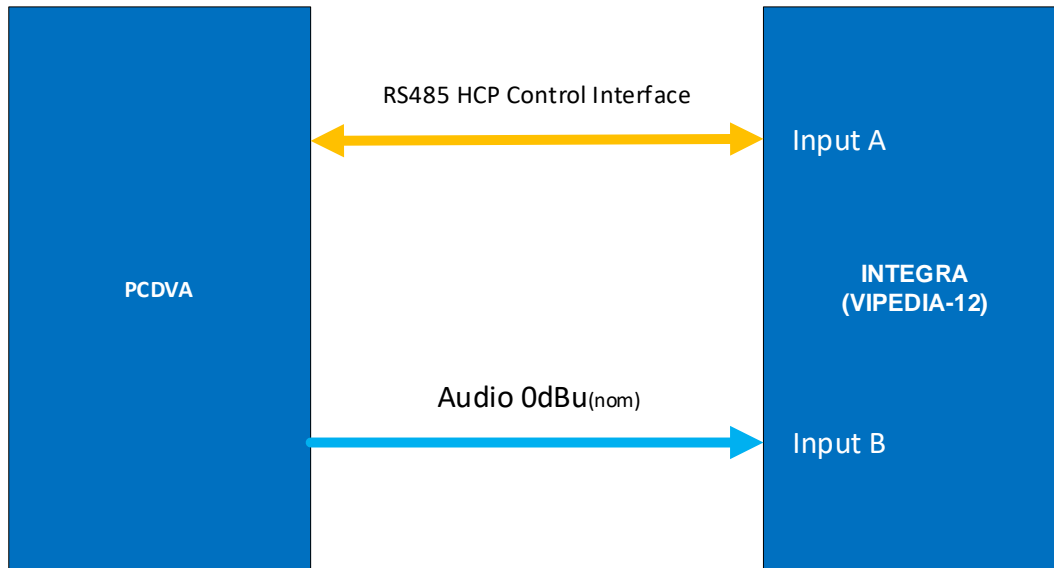 RS485 HCP Control Interface
Input A
PCDVA
INTEGRA
(VIPEDIA-12)
Audio 0dBu(nom)
Input B